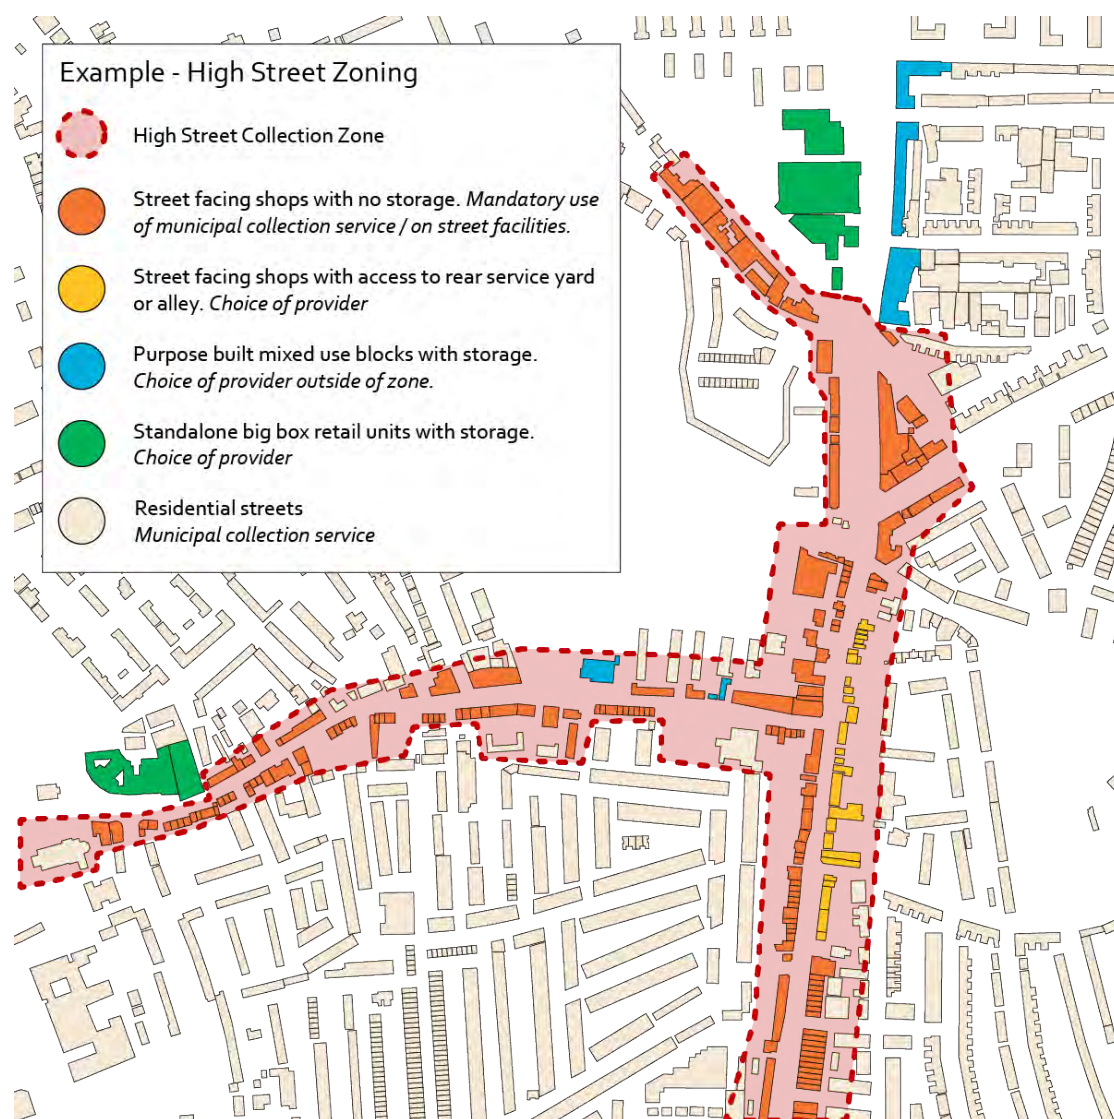 Example - High Street Zoning
High Street Collection Zone
Street facing shops with no storage. Mandatory use
of municipal collection service / on street facilities.
Street facing shops with access to rear service yard
or alley. Choice of provider
Purpose built mixed use blocks with storage.
Choice of provider outside of zone.
Standalone big box retail units with storage.
Choice of provider
Residential streets
Municipal collection service